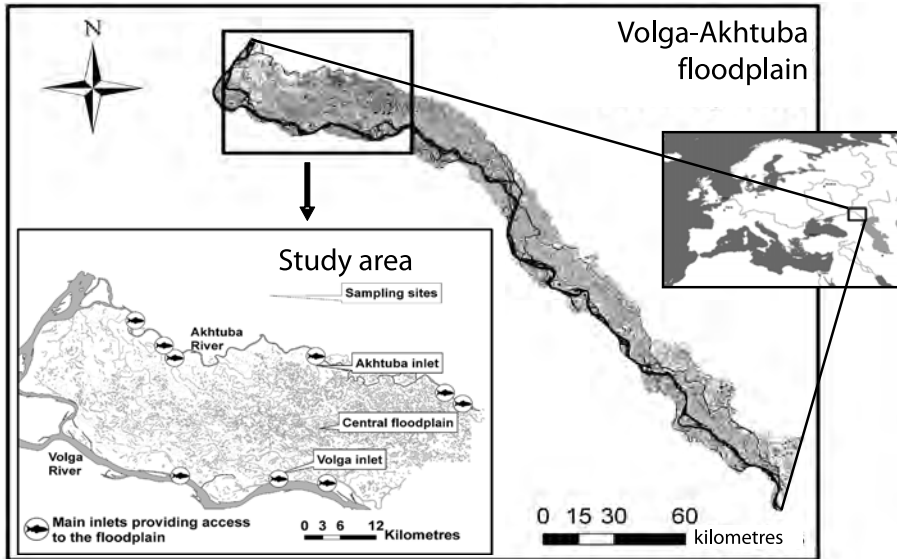 N
Volga-Akhtuba
floodplain
Study area
Sampling sites
Akhtuba
River
Akhtuba inlet
Central floodplain
Volga inlet
Volga
River
Main inlets providing access
to the floodplain
0 3 6 12
Kilometres
0 15 30 60
kilometres